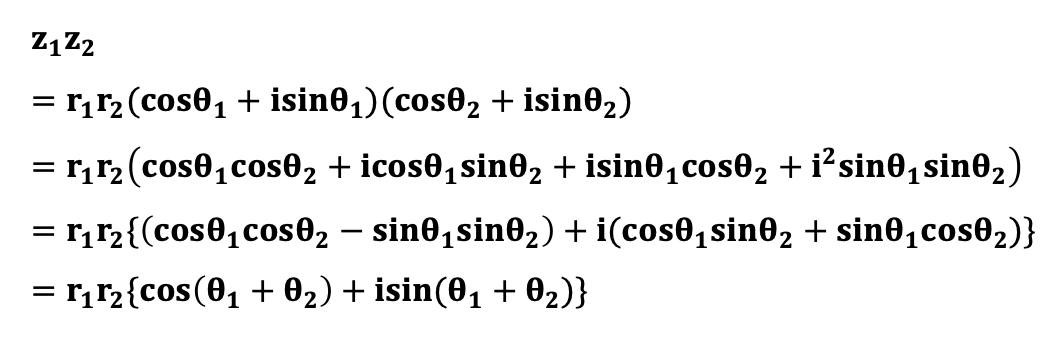 z₁z₂
= r₁r₂(cosθ₁ + isinθ₁)(cosθ₂ + isinθ₂)
= r₁r₂(cosθ₁cosθ₂ + icosθ₁sinθ₂ + isinθ₁cosθ₂ + i²sinθ₁sinθ₂)
= r₁r₂{(cosθ₁cosθ₂ − sinθ₁sinθ₂) + i(cosθ₁sinθ₂ + sinθ₁cosθ₂)}
= r₁r₂{cos(θ₁ + θ₂) + isin(θ₁ + θ₂)}